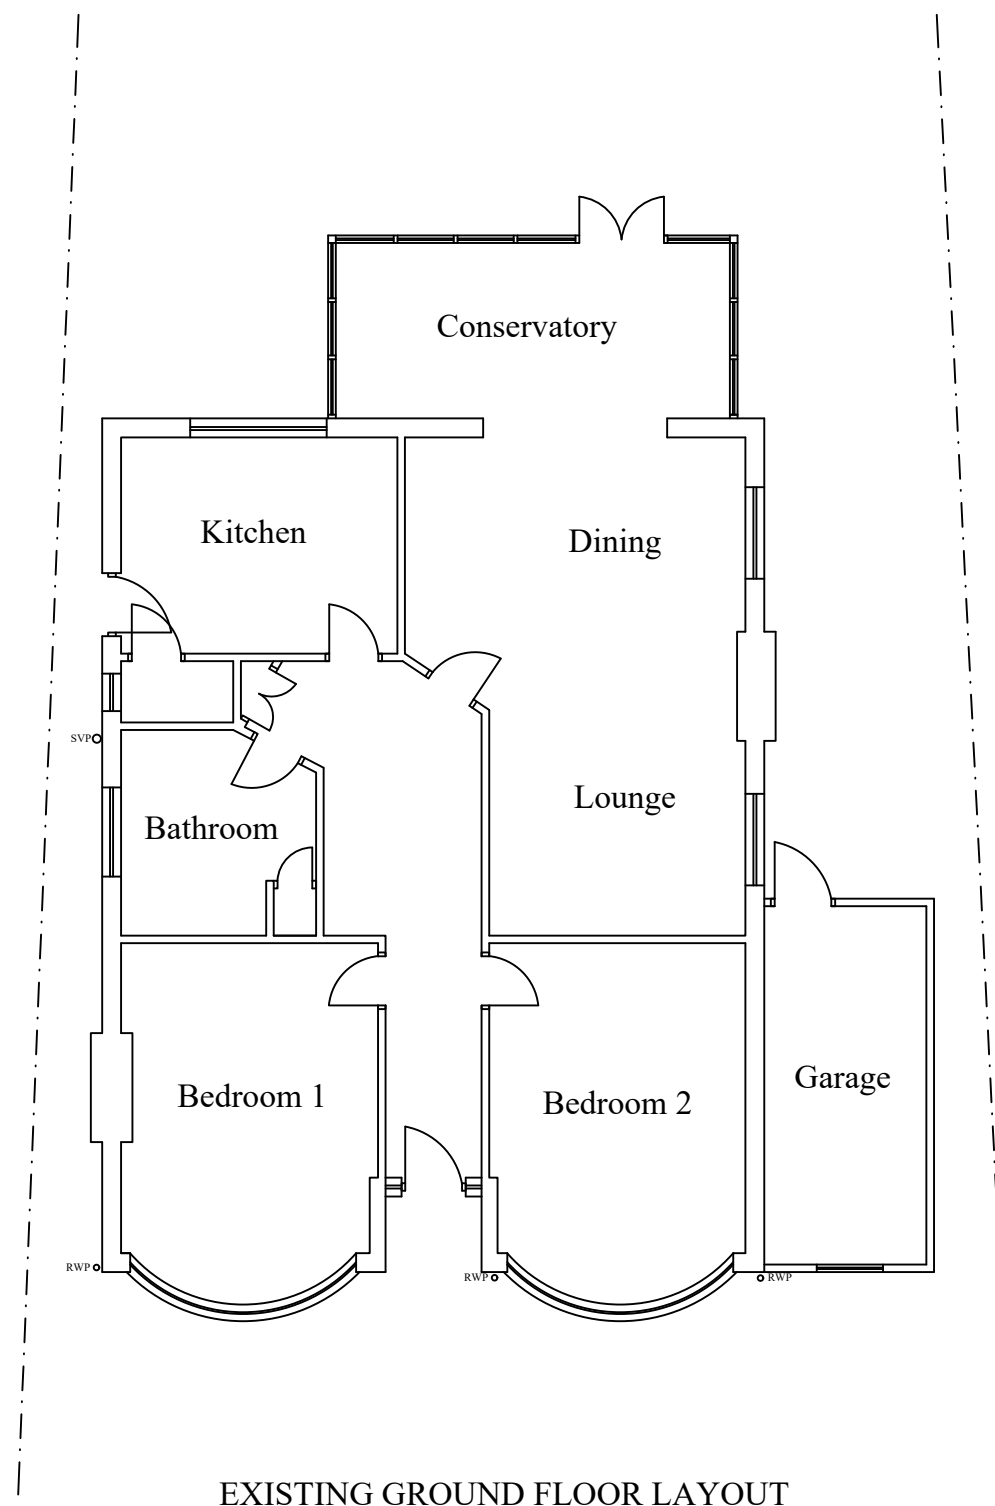 Conservatory
Kitchen
Dining
SVP
Lounge
Bathroom
Garage
Bedroom 1
Bedroom 2
RWP
RWP
RWP
EXISTING GROUND FLOOR LAYOUT